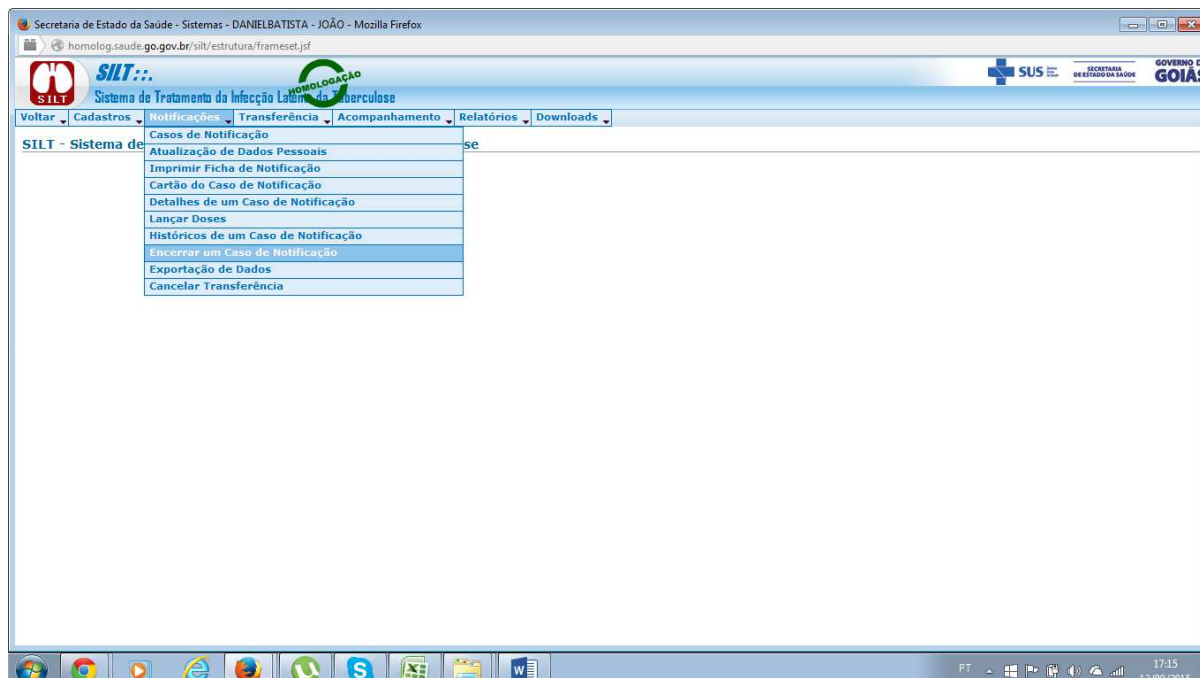 Secretaria de Estado da Saúde - Sistemas - DANIELBATISTA - JOÃO - Mozilla Firefox
homolog.saude.go.gov.br/silt/estrutura/frameset.jsf
SILT
SILT::.
HOMOLOGAÇÃO
Sistema de Tratamento da Infecção Latente da Tuberculose
SUS
SECRETARIA DE ESTADO DA SAÚDE
GOVERNO D
GOIÁS
Voltar Cadastros Notificações Transferência Acompanhamento Relatórios Downloads
SILT - Sistema de se
Casos de Notificação
Atualização de Dados Pessoais
Imprimir Ficha de Notificação
Cartão do Caso de Notificação
Detalhes de um Caso de Notificação
Lançar Doses
Históricos de um Caso de Notificação
Encerrar um Caso de Notificação
Exportação de Dados
Cancelar Transferência
PT
17:15